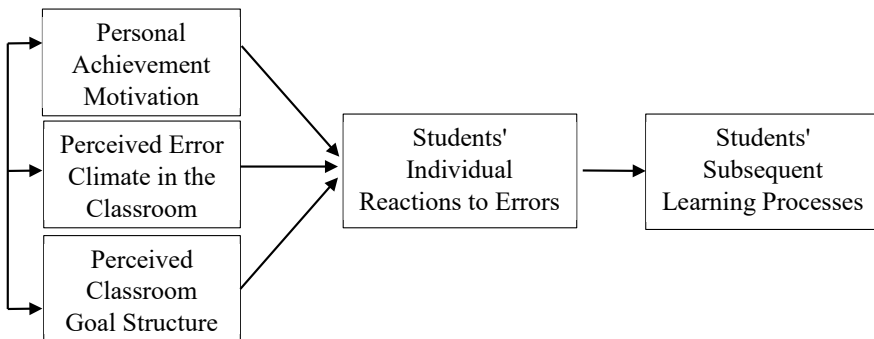 Personal
Achievement
Motivation
Perceived Error
Climate in the
Classroom
Perceived
Classroom
Goal Structure
Students'
Individual
Reactions to Errors
Students'
Subsequent
Learning Processes